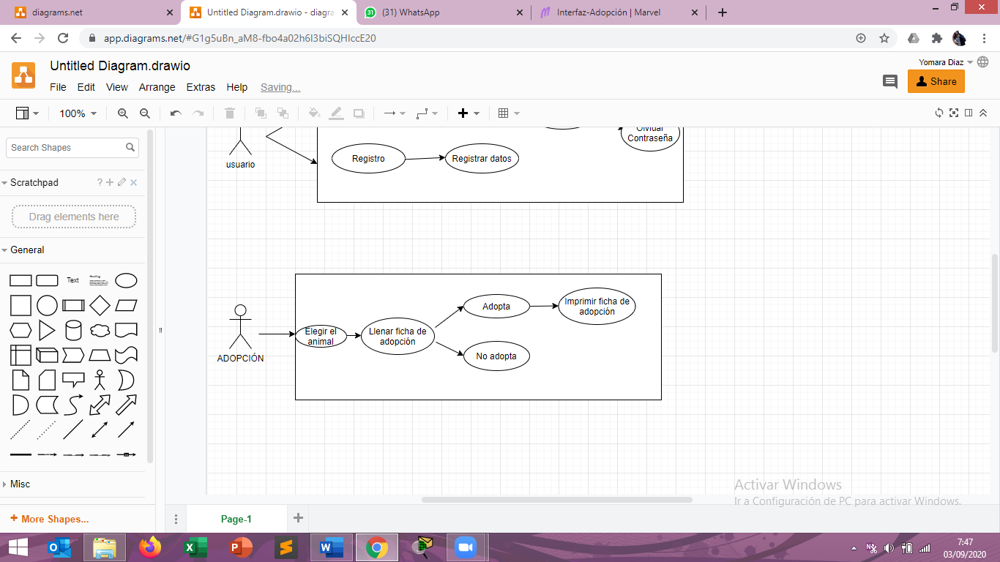 diagrams.net
Untitled Diagram.drawio - diagra
(31) WhatsApp
Interfaz-Adopción | Marvel
app.diagrams.net/#G1g5uBn_aM8-fbo4a02h6I3biSQHIccE20
Untitled Diagram.drawio
Yomara Diaz
File Edit View Arrange Extras Help Saving...
Share
100%
Search Shapes
Scratchpad
?
Drag elements here
General
Text
Heading
Misc
+ More Shapes...
Olvidar
Contraseña
usuario
Registro
Registrar datos
ADOPCIÓN
Elegir el
animal
Llenar ficha de
adopción
Adopta
Imprimir ficha de
adopción
No adopta
Activar Windows
Ir a Configuración de PC para activar Windows.
Page-1
7:47
03/09/2020